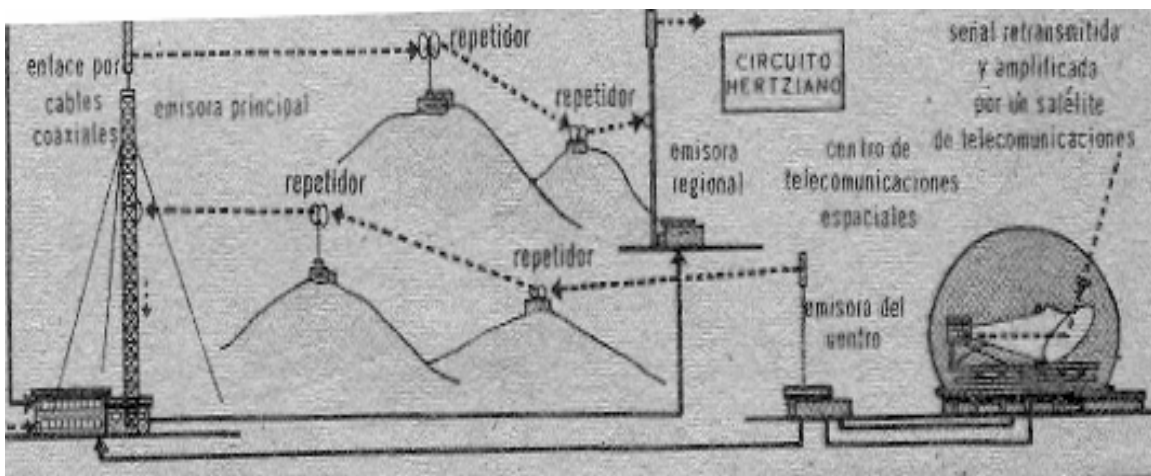 enlace por
cables
coaxiales
emisora principal
repetidor
repetidor
repetidor
repetidor
emisora
regional
CIRCUITO
HERTZIANO
centro de
telecomunicaciones
espaciales
señal retransmitida
y amplificada
por un satélite
de telecomunicaciones
emisora del
centro